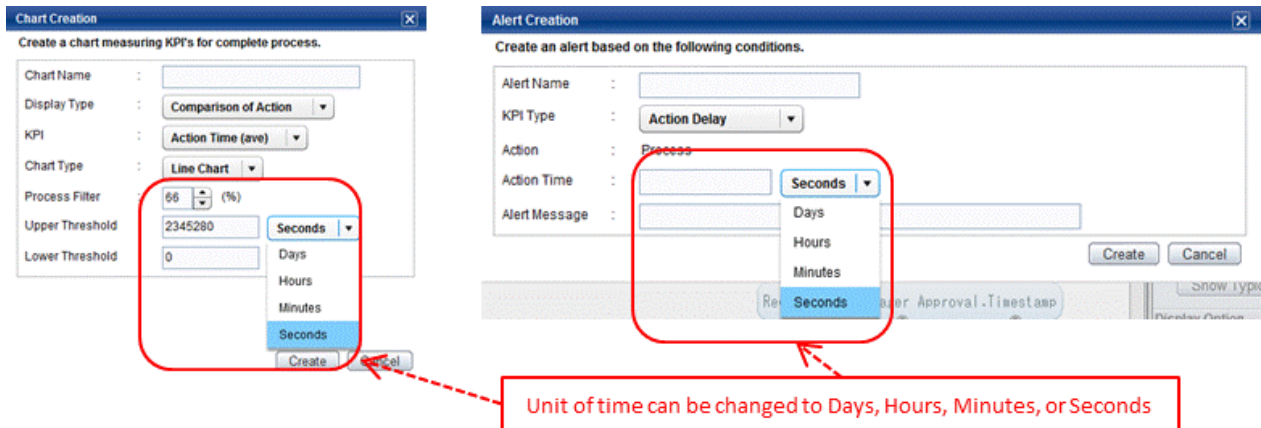 Chart Creation
Create a chart measuring KPI's for complete process.
Chart Name :
Display Type : Comparison of Action
KPI : Action Time (ave)
Chart Type : Line Chart
Process Filter : 66 (%)
Upper Threshold 2345280 Seconds
Lower Threshold 0
Days
Hours
Minutes
Seconds
Create Cancel
Alert Creation
Create an alert based on the following conditions.
Alert Name :
KPI Type : Action Delay
Action : Process
Action Time : Seconds
Alert Message :
Days
Hours
Minutes
Seconds
Create Cancel
Show
Approval.Timestamp
Display Option
Unit of time can be changed to Days, Hours, Minutes, or Seconds